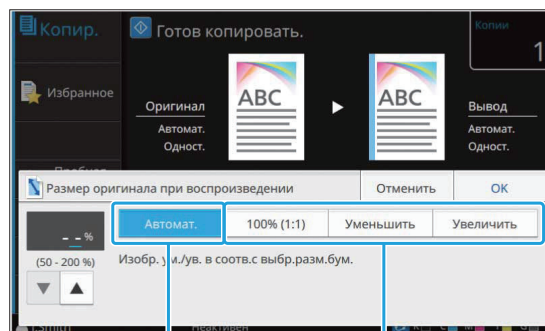 Копир.
Готов копировать.
Копии
1
Избранное
Оригинал
Автомат.
Одност.
ABC
ABC
Вывод
Автомат.
Одност.
Размер оригинала при воспроизведении
Отменить
OK
- - %
(50 - 200 %)
Автомат.
100% (1:1)
Уменьшить
Увеличить
Изобр. ум./ув. в соотв.с выбр.разм.бум.